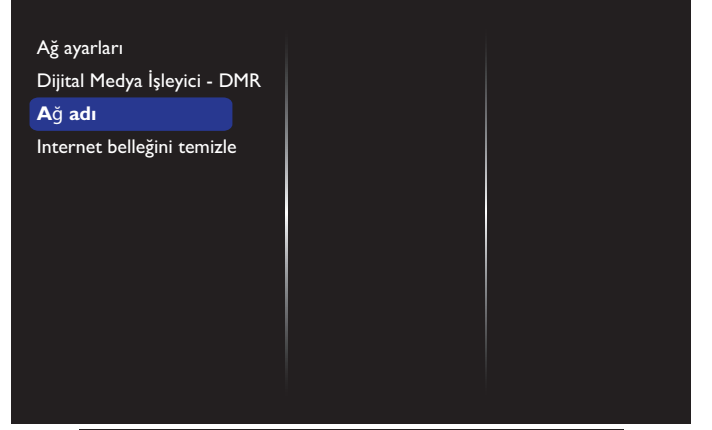 Ağ ayarları
Dijital Medya İşleyici - DMR
Ağ adı
Internet belleğini temizle